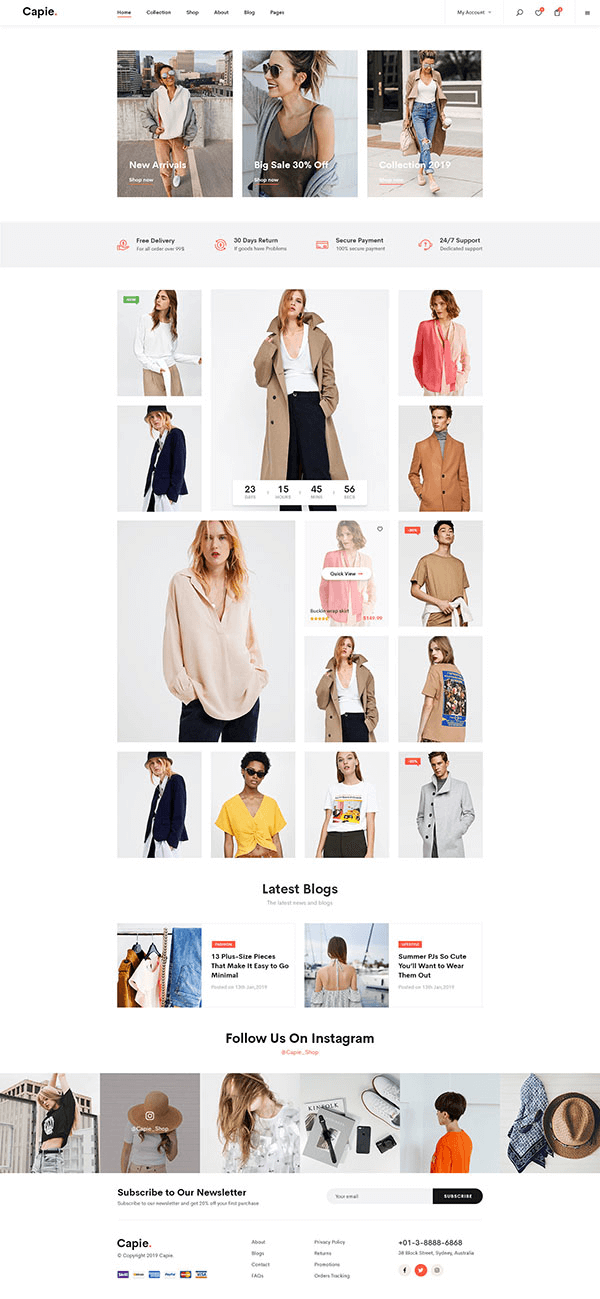 Capie.
Home Collection Shop About Blog Pages
My Account
New Arrivals
Shop now
Big Sale 30% Off
Shop now
Collection 2019
Shop now
Free Delivery
For all order over 99$
30 Days Return
If goods have Problems
Secure Payment
100% secure payment
24/7 Support
Dedicated support
NEW
23 : 15 : 45 : 56
DAYS HOURS MINS SECS
Quick View
Buckin wrap skirt
$149.99
-30%
-30%
Latest Blogs
The latest news and blogs
FASHION
13 Plus-Size Pieces
That Make It Easy to Go
Minimal
Posted on 13th Jan,2019
LIFESTYLE
Summer PJs So Cute
You'll Want to Wear
Them Out
Posted on 13th Jan,2019
Follow Us On Instagram
@Capie_Shop
@Capie_Shop
KINFOLK
Subscribe to Our Newsletter
Subscribe to our newsletter and get 20% off your first purchase
Your email
SUBSCRIBE
Capie.
© Copyright 2019 Capie.
Skrill
PayPal
VISA
About
Blogs
Contact
FAQs
Privacy Policy
Returns
Promotions
Orders Tracking
+01-3-8888-6868
38 Block Street, Sydney, Australia